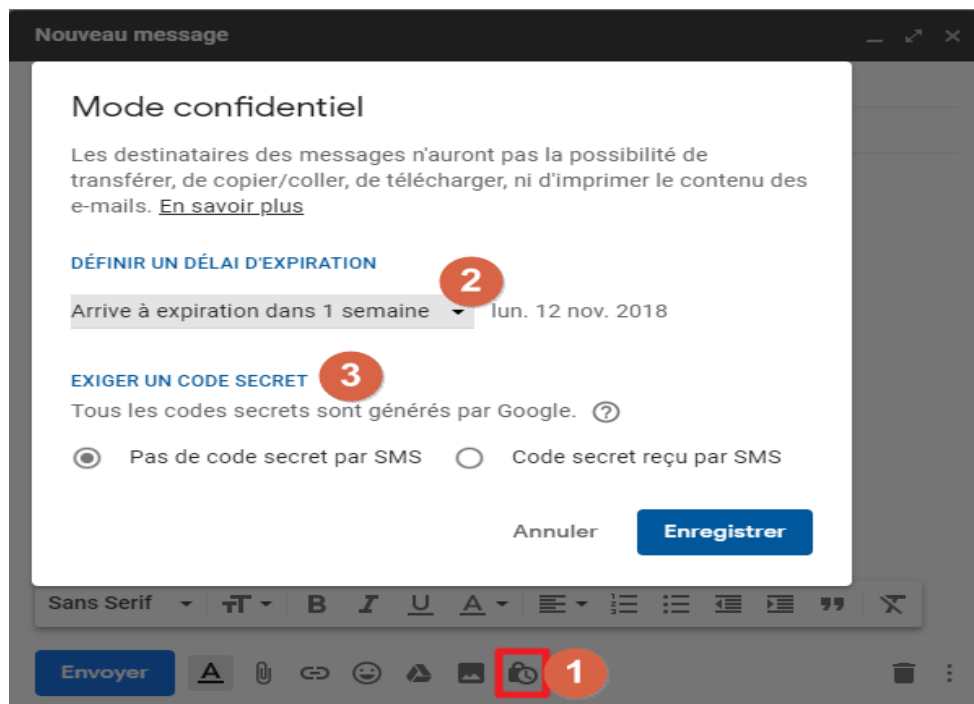 Nouveau message
Mode confidentiel
Les destinataires des messages n'auront pas la possibilité de
transférer, de copier/coller, de télécharger, ni d'imprimer le contenu des
e-mails. En savoir plus
DÉFINIR UN DÉLAI D'EXPIRATION
2
Arrive à expiration dans 1 semaine lun. 12 nov. 2018
EXIGER UN CODE SECRET 3
Tous les codes secrets sont générés par Google. ?
Pas de code secret par SMS Code secret reçu par SMS
Annuler Enregistrer
Sans Serif B I U A
Envoyer A 1